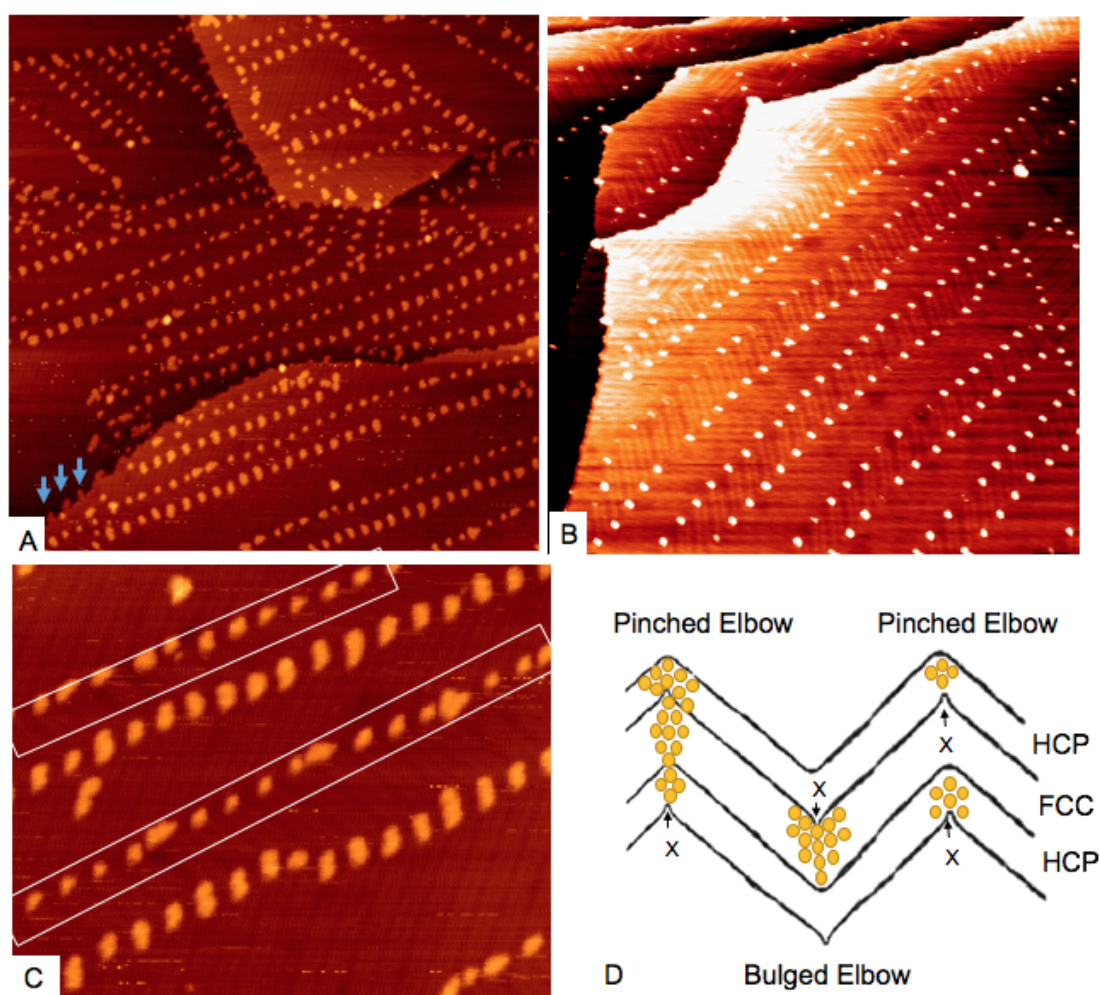 A
B
C
Pinched Elbow
Pinched Elbow
X
HCP
X
FCC
X
X
HCP
D
Bulged Elbow